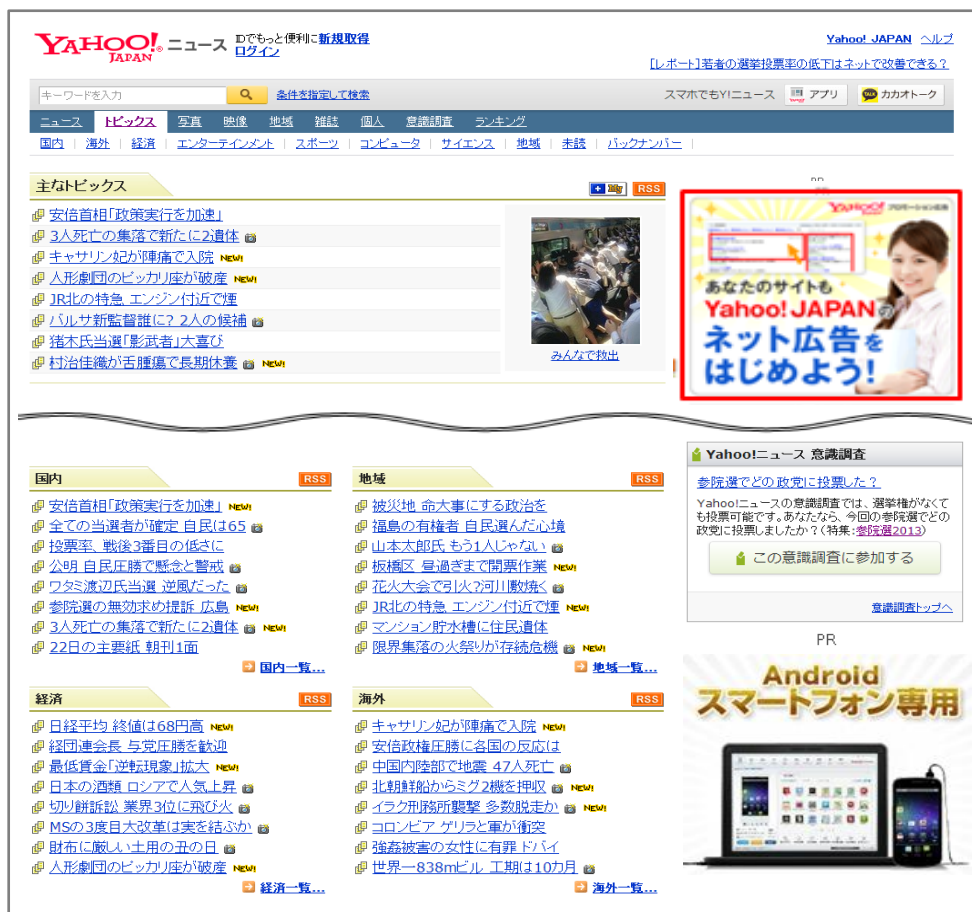 YAHOO! JAPAN ニュース
IDでもっと便利に新規取得
ログイン
Yahoo! JAPAN ヘルプ
[レポート]若者の選挙投票率の低下はネットで改善できる?
キーワードを入力
条件を指定して検索
スマホでもY!ニュース
アプリ
カカオトーク
ニュース トピックス 写真 映像 地域 雑誌 個人 意識調査 ランキング
国内 | 海外 | 経済 | エンターテインメント | スポーツ | コンピュータ | サイエンス | 地域 | 未読 | バックナンバー |
主なトピックス
+ My RSS
安倍首相「政策実行を加速」
3人死亡の集落で新たに2遺体
キャサリン妃が陣痛で入院 NEW!
人形劇団のピッカリ座が破産 NEW!
JR北の特急 エンジン付近で煙
バルサ新監督誰に? 2人の候補
猪木氏当選「影武者」大喜び
村治佳織が舌腫瘍で長期休養 NEW!
みんなで救出
YAHOO! JAPAN プロモーション広告
あなたのサイトも
Yahoo! JAPANの
ネット広告を
はじめよう!
国内 RSS
安倍首相「政策実行を加速」 NEW!
全ての当選者が確定 自民は65
投票率、戦後3番目の低さに
公明 自民圧勝で懸念と警戒
ワタミ渡辺氏当選 逆風だった
参院選の無効求め提訴 広島 NEW!
3人死亡の集落で新たに2遺体 NEW!
22日の主要紙 朝刊1面
国内一覧...
地域 RSS
被災地 命大事にする政治を
福島の有権者 自民選んだ心境
山本太郎氏 もう1人じゃない
板橋区 昼過ぎまで開票作業 NEW!
花火大会で引火?河川敷焼く
JR北の特急 エンジン付近で煙 NEW!
マンション貯水槽に住民遺体
限界集落の火祭りが存続危機 NEW!
地域一覧...
経済 RSS
日経平均 終値は68円高 NEW!
経団連会長 与党圧勝を歓迎
最低賃金「逆転現象」拡大 NEW!
日本の酒類 ロシアで人気上昇
切り餅訴訟 業界3位に飛び火
MSの3度目大改革は実を結ぶか
財布に厳しい土用の丑の日
人形劇団のピッカリ座が破産 NEW!
経済一覧...
海外 RSS
キャサリン妃が陣痛で入院 NEW!
安倍政権圧勝に各国の反応は
中国内陸部で地震 47人死亡
北朝鮮船からミグ2機を押収 NEW!
イラク刑務所襲撃 多数脱走か NEW!
コロンビア ゲリラと軍が衝突
強姦被害の女性に有罪 ドバイ
世界一838mビル 工期は10カ月
海外一覧...
Yahoo!ニュース 意識調査
参院選でどの政党に投票した?
Yahoo!ニュースの意識調査では、選挙権がなくて
も投票可能です。あなたなら、今回の参院選でどの
政党に投票しましたか?(特集:参院選2013)
この意識調査に参加する
意識調査トップへ
PR
Android
スマートフォン専用